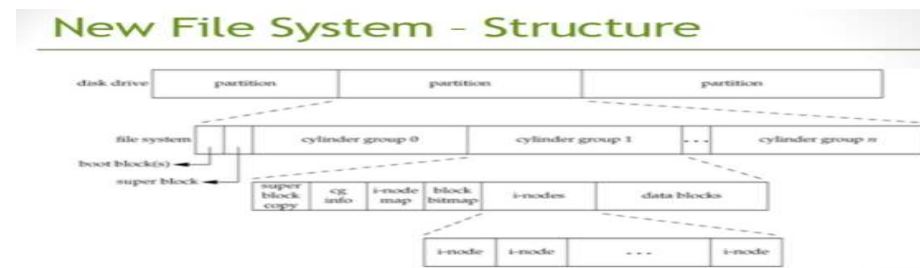 New File System - Structure
disk drive partition partition partition
file system cylinder group 0 cylinder group 1 ... cylinder group n
boot block(s)
super block
super block copy cg info i-node map block bitmap i-nodes data blocks
i-node i-node ... i-node